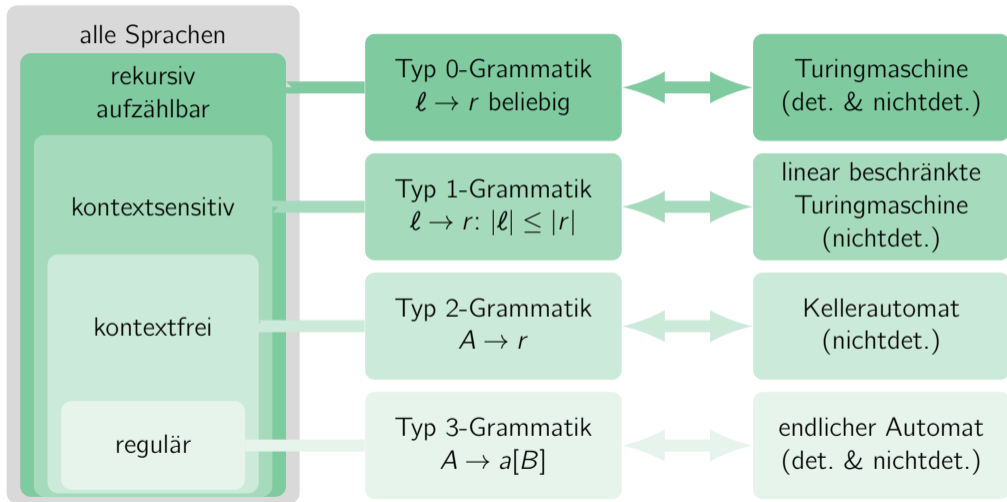 alle Sprachen
rekursiv
aufzählbar
kontextsensitiv
kontextfrei
regulär
Typ 0-Grammatik
ℓ → r beliebig
Turingmaschine
(det. & nichtdet.)
Typ 1-Grammatik
ℓ → r: |ℓ| ≤ |r|
linear beschränkte
Turingmaschine
(nichtdet.)
Typ 2-Grammatik
A → r
Kellerautomat
(nichtdet.)
Typ 3-Grammatik
A → a[B]
endlicher Automat
(det. & nichtdet.)